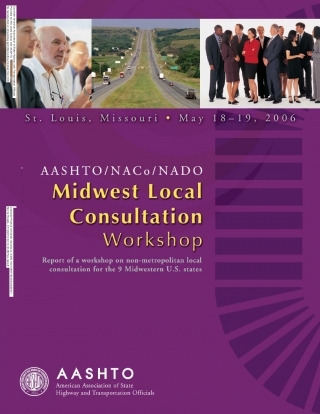 St. Louis, Missouri • May 18–19, 2006
AASHTO/NACo/NADO
Midwest Local
Consultation
Workshop
Report of a workshop on non-metropolitan local
consultation for the 9 Midwestern U.S. states
AASHTO
American Association of State
Highway and Transportation Officials